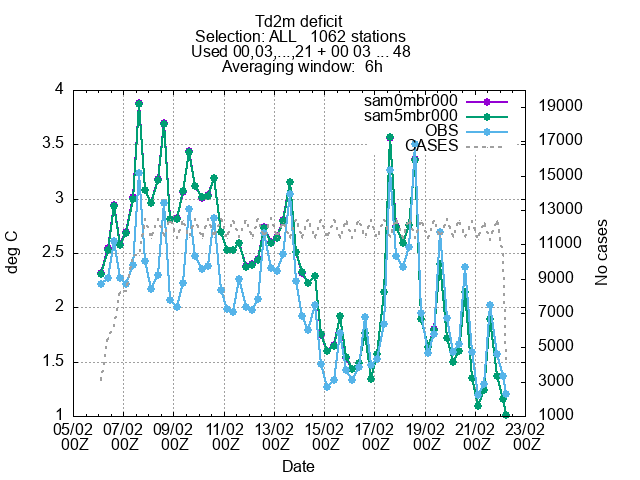 Td2m deficit
Selection: ALL   1062 stations
Used 00,03,...,21 + 00 03 ... 48
Averaging window:  6h
sam0mbr000
sam5mbr000
OBS
CASES
4
3.5
3
2.5
2
1.5
1
deg C
19000
17000
15000
13000
11000
9000
7000
5000
3000
1000
No cases
05/02 07/02 09/02 11/02 13/02 15/02 17/02 19/02 21/02 23/02
00Z 00Z 00Z 00Z 00Z 00Z 00Z 00Z 00Z 00Z
Date